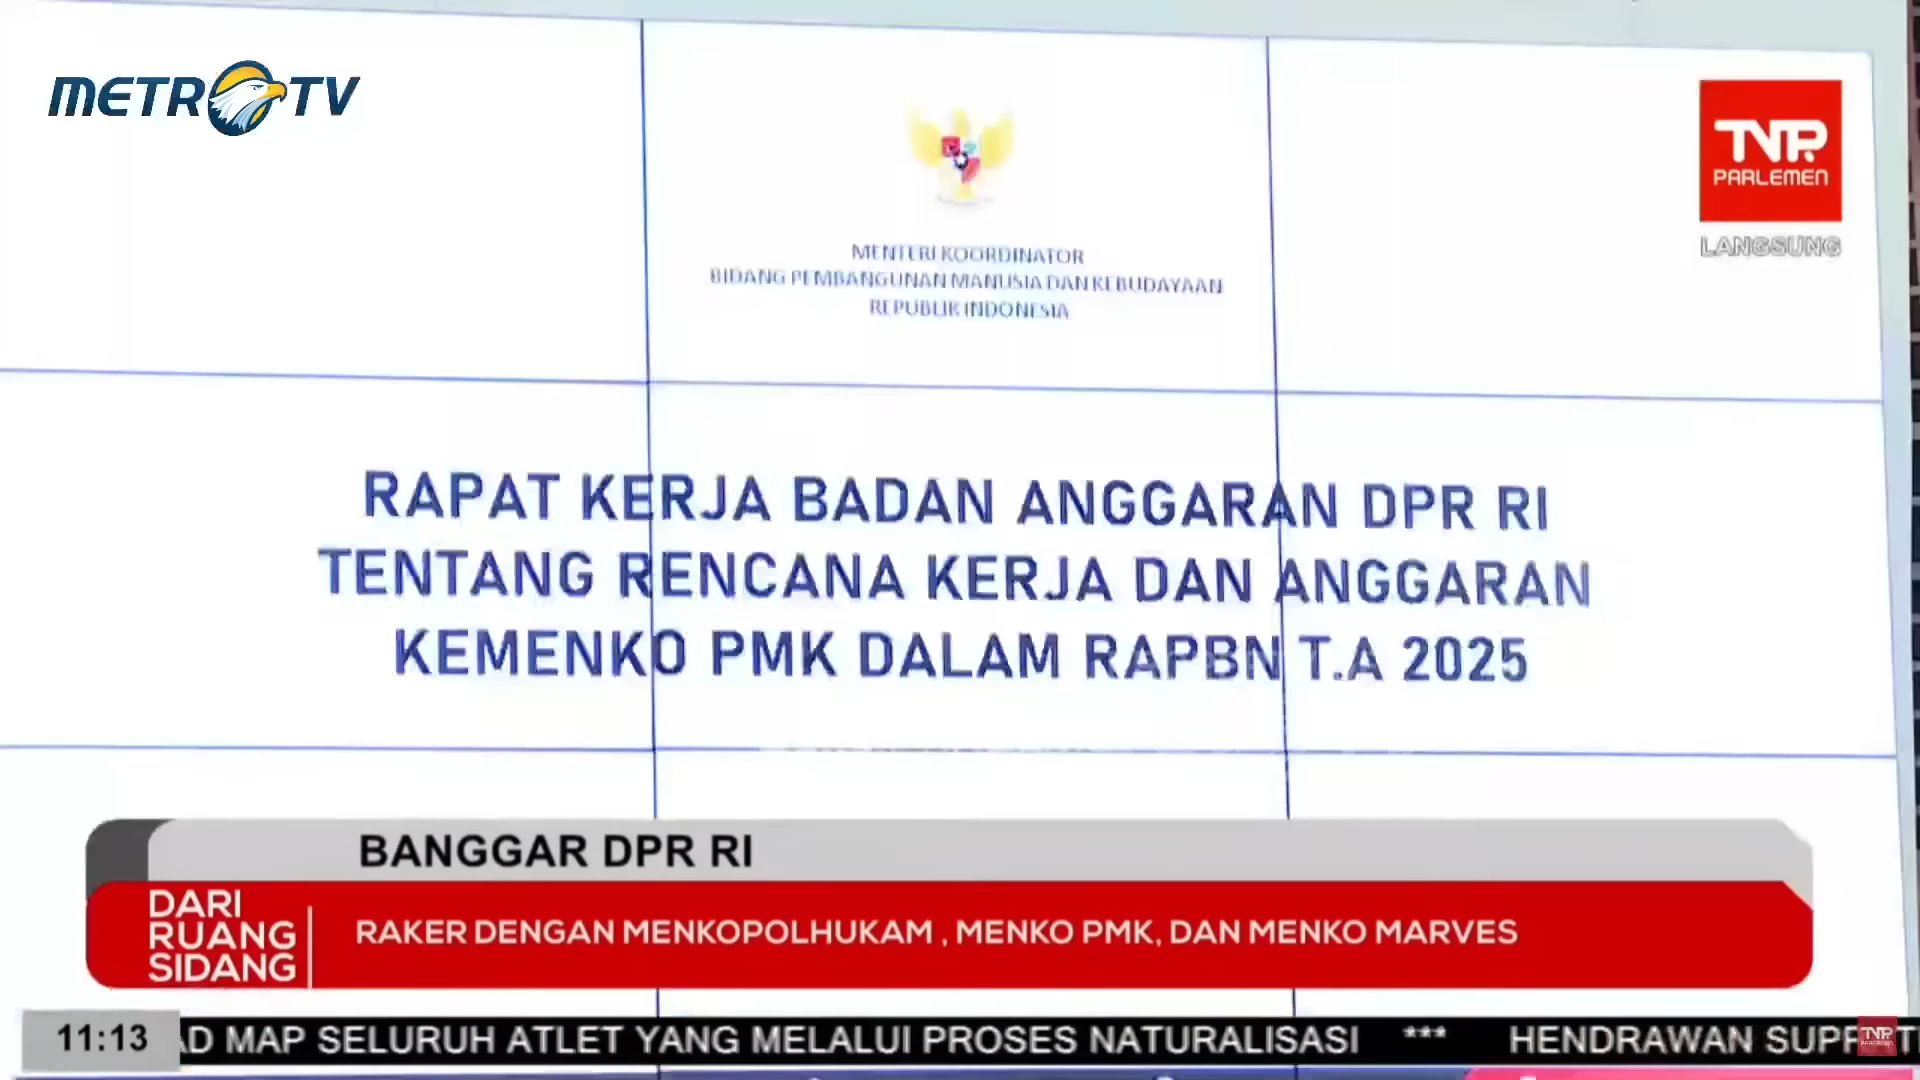 METRO TV
TVR
PARLEMEN
LANGSUNG
MENTERI KOORDINATOR
BIDANG PEMBANGUNAN MANUSIA DAN KEBUDAYAAN
REPUBLIK INDONESIA
RAPAT KERJA BADAN ANGGARAN DPR RI
TENTANG RENCANA KERJA DAN ANGGARAN
KEMENKO PMK DALAM RAPBN T.A 2025
BANGGAR DPR RI
DARI
RUANG
SIDANG
RAKER DENGAN MENKOPOLHUKAM , MENKO PMK, DAN MENKO MARVES
11:13
AD MAP SELURUH ATLET YANG MELALUI PROSES NATURALISASI *** HENDRAWAN